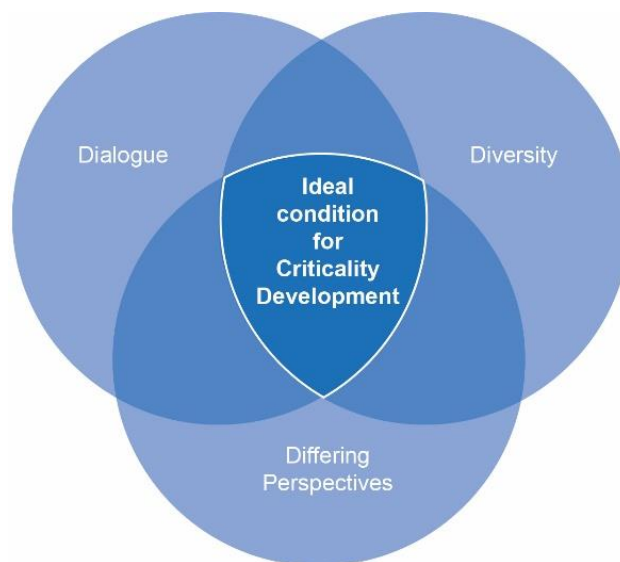 Dialogue
Diversity
Ideal
condition
for
Criticality
Development
Differing
Perspectives